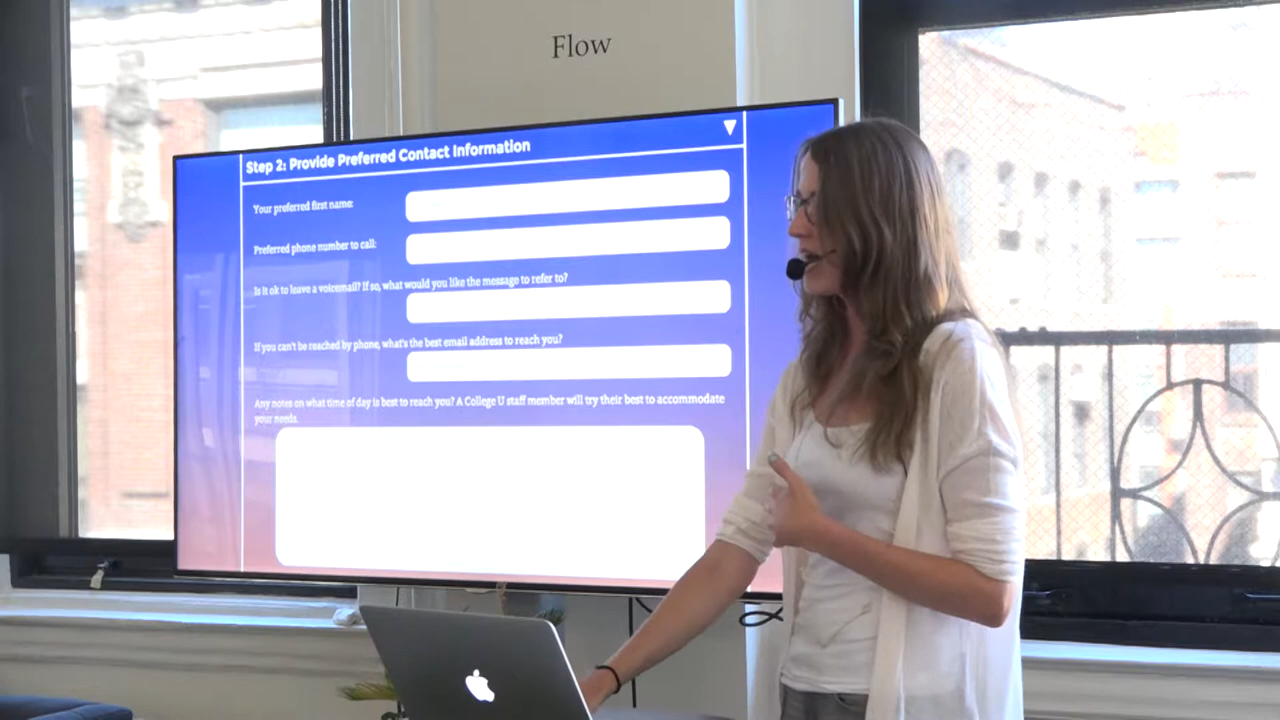 Flow
Step 2: Provide Preferred Contact Information
Your preferred first name:
Preferred phone number to call:
Is it ok to leave a voicemail? If so, what would you like the message to refer to?
If you can't be reached by phone, what's the best email address to reach you?
Any notes on what time of day is best to reach you? A College U staff member will try their best to accommodate
your needs.